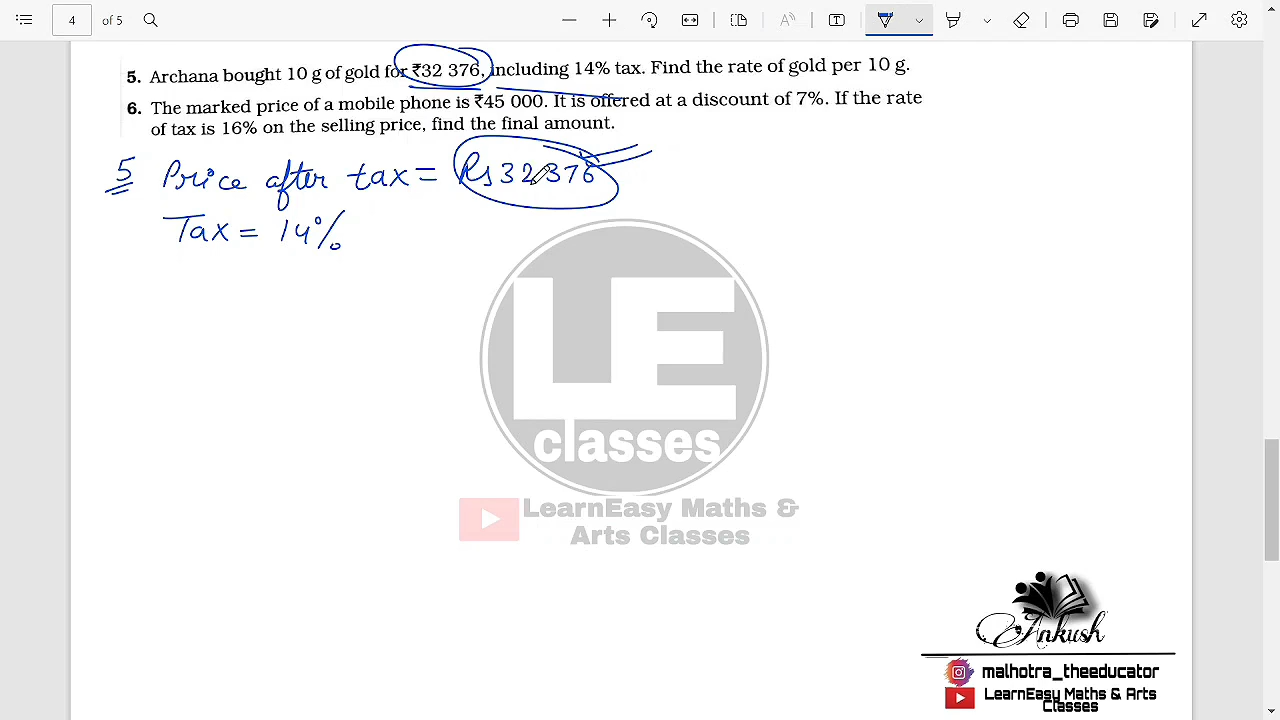 4 of 5
5. Archana bought 10 g of gold for ₹32 376, including 14% tax. Find the rate of gold per 10 g.
6. The marked price of a mobile phone is ₹45 000. It is offered at a discount of 7%. If the rate
of tax is 16% on the selling price, find the final amount.
5 Price after tax = Rs 32,376
Tax = 14%
LE
classes
LearnEasy Maths &
Arts Classes
Ankush
malhotra_theeducator
LearnEasy Maths & Arts
Classes